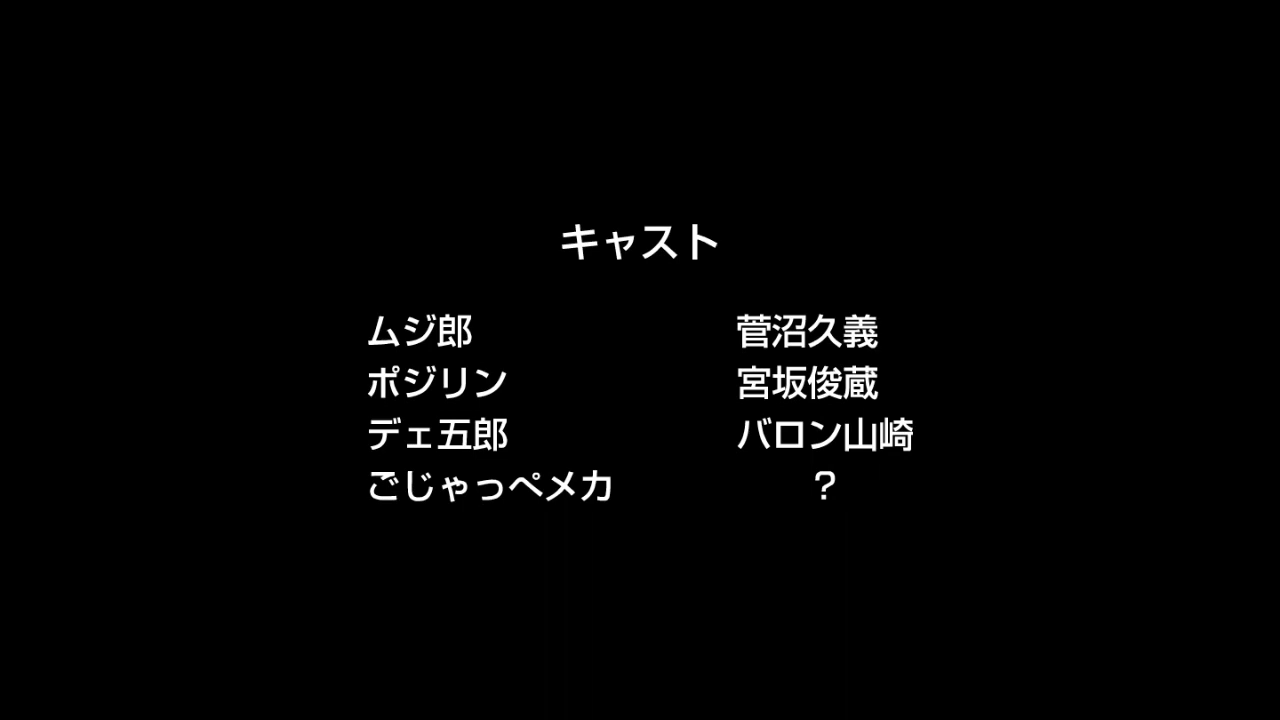 キャスト
ムジ郎 菅沼久義
ポジリン 宮坂俊蔵
デェ五郎 バロン山崎
ごじゃっぺメカ ？